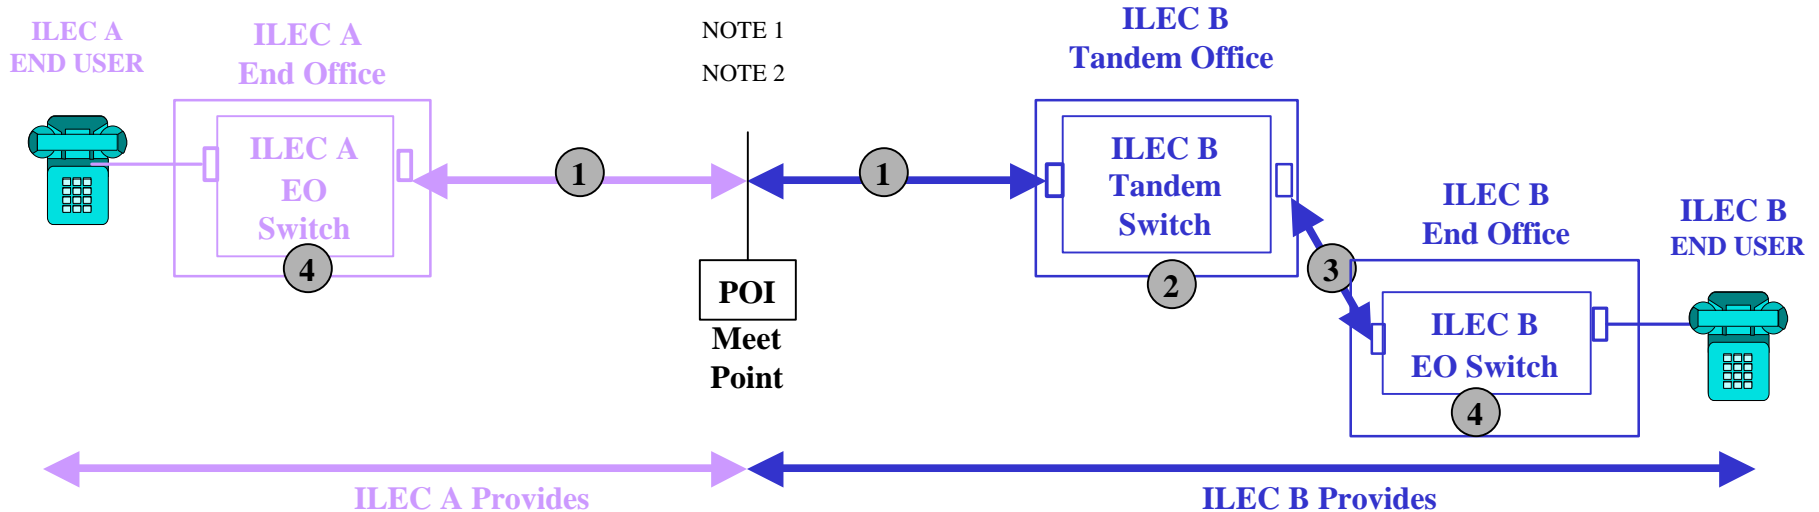 ILEC A
END USER
ILEC A
End Office
ILEC A
EO
Switch
4
1
NOTE 1
NOTE 2
POI
Meet
Point
1
ILEC B
Tandem Office
ILEC B
Tandem
Switch
2
3
ILEC B
End Office
ILEC B
EO Switch
4
ILEC B
END USER
ILEC A Provides
ILEC B Provides